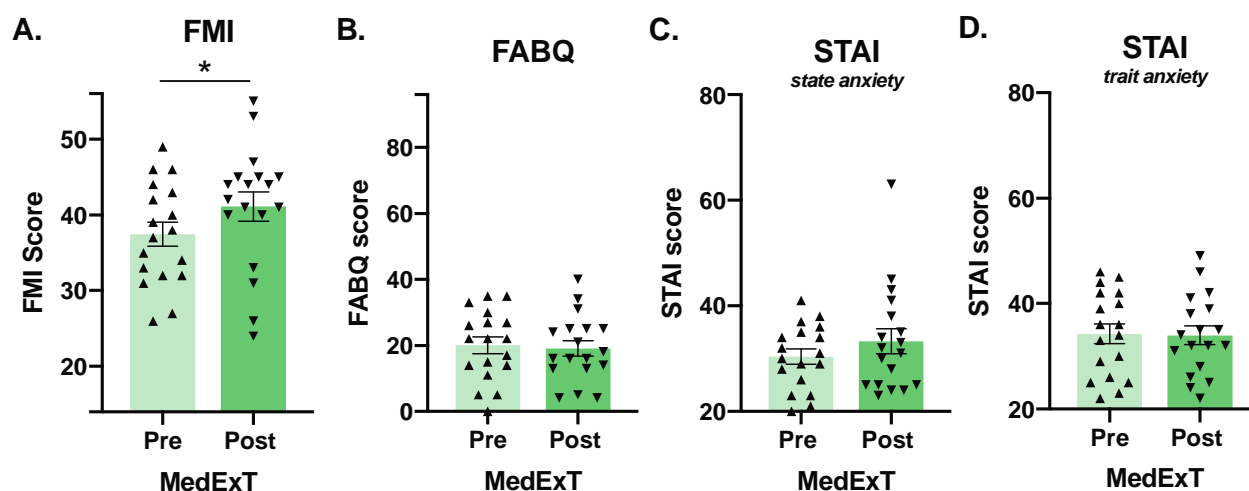 A.
FMI
*
FMI Score
50
40
30
20
Pre Post
MedExT
B.
FABQ
FABQ score
80
60
40
20
0
Pre Post
MedExT
C.
STAI
state anxiety
STAI score
80
60
40
20
Pre Post
MedExT
D.
STAI
trait anxiety
STAI score
80
60
40
20
Pre Post
MedExT